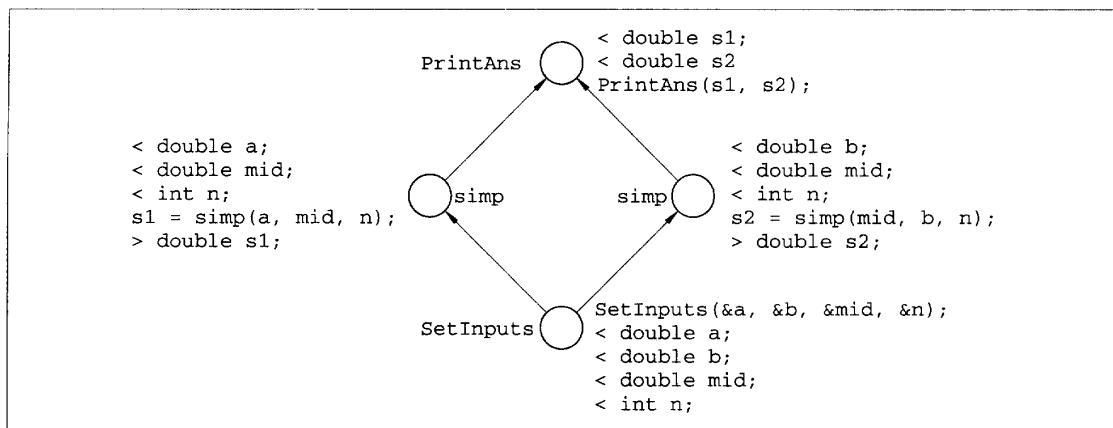 PrintAns
< double s1;
< double s2
PrintAns(s1, s2);
< double a;
< double mid;
< int n;
s1 = simp(a, mid, n);
> double s1;
simp
simp
< double b;
< double mid;
< int n;
s2 = simp(mid, b, n);
> double s2;
SetInputs
SetInputs(&a, &b, &mid, &n);
< double a;
< double b;
< double mid;
< int n;